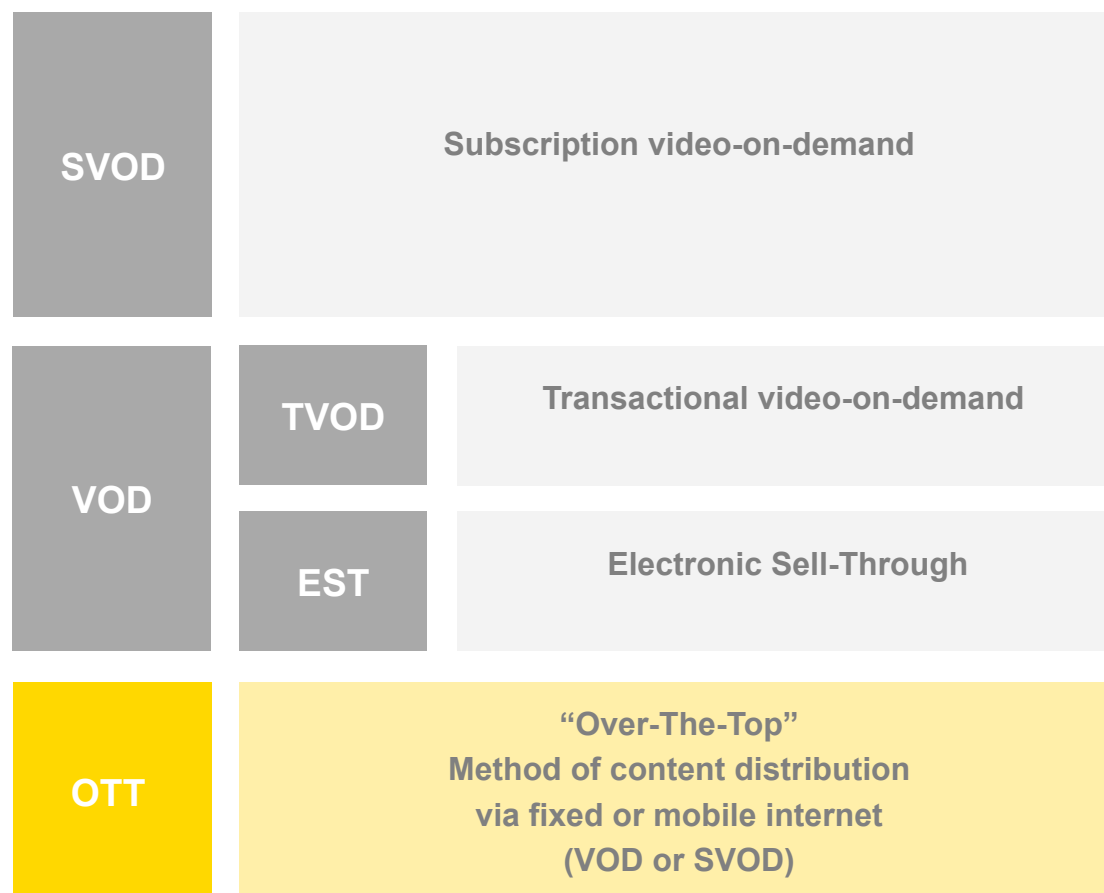 SVOD
Subscription video-on-demand
VOD
TVOD
Transactional video-on-demand
EST
Electronic Sell-Through
OTT
“Over-The-Top”
Method of content distribution
via fixed or mobile internet
(VOD or SVOD)